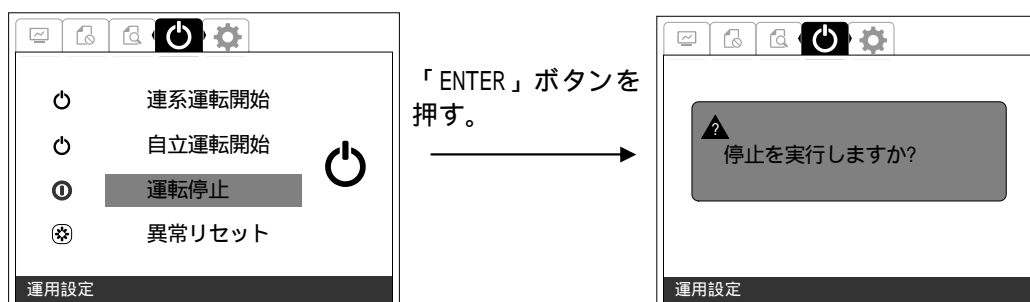 連系運転開始
自立運転開始
運転停止
異常リセット
運用設定
「ENTER」ボタンを
押す。
?
停止を実行しますか?
運用設定